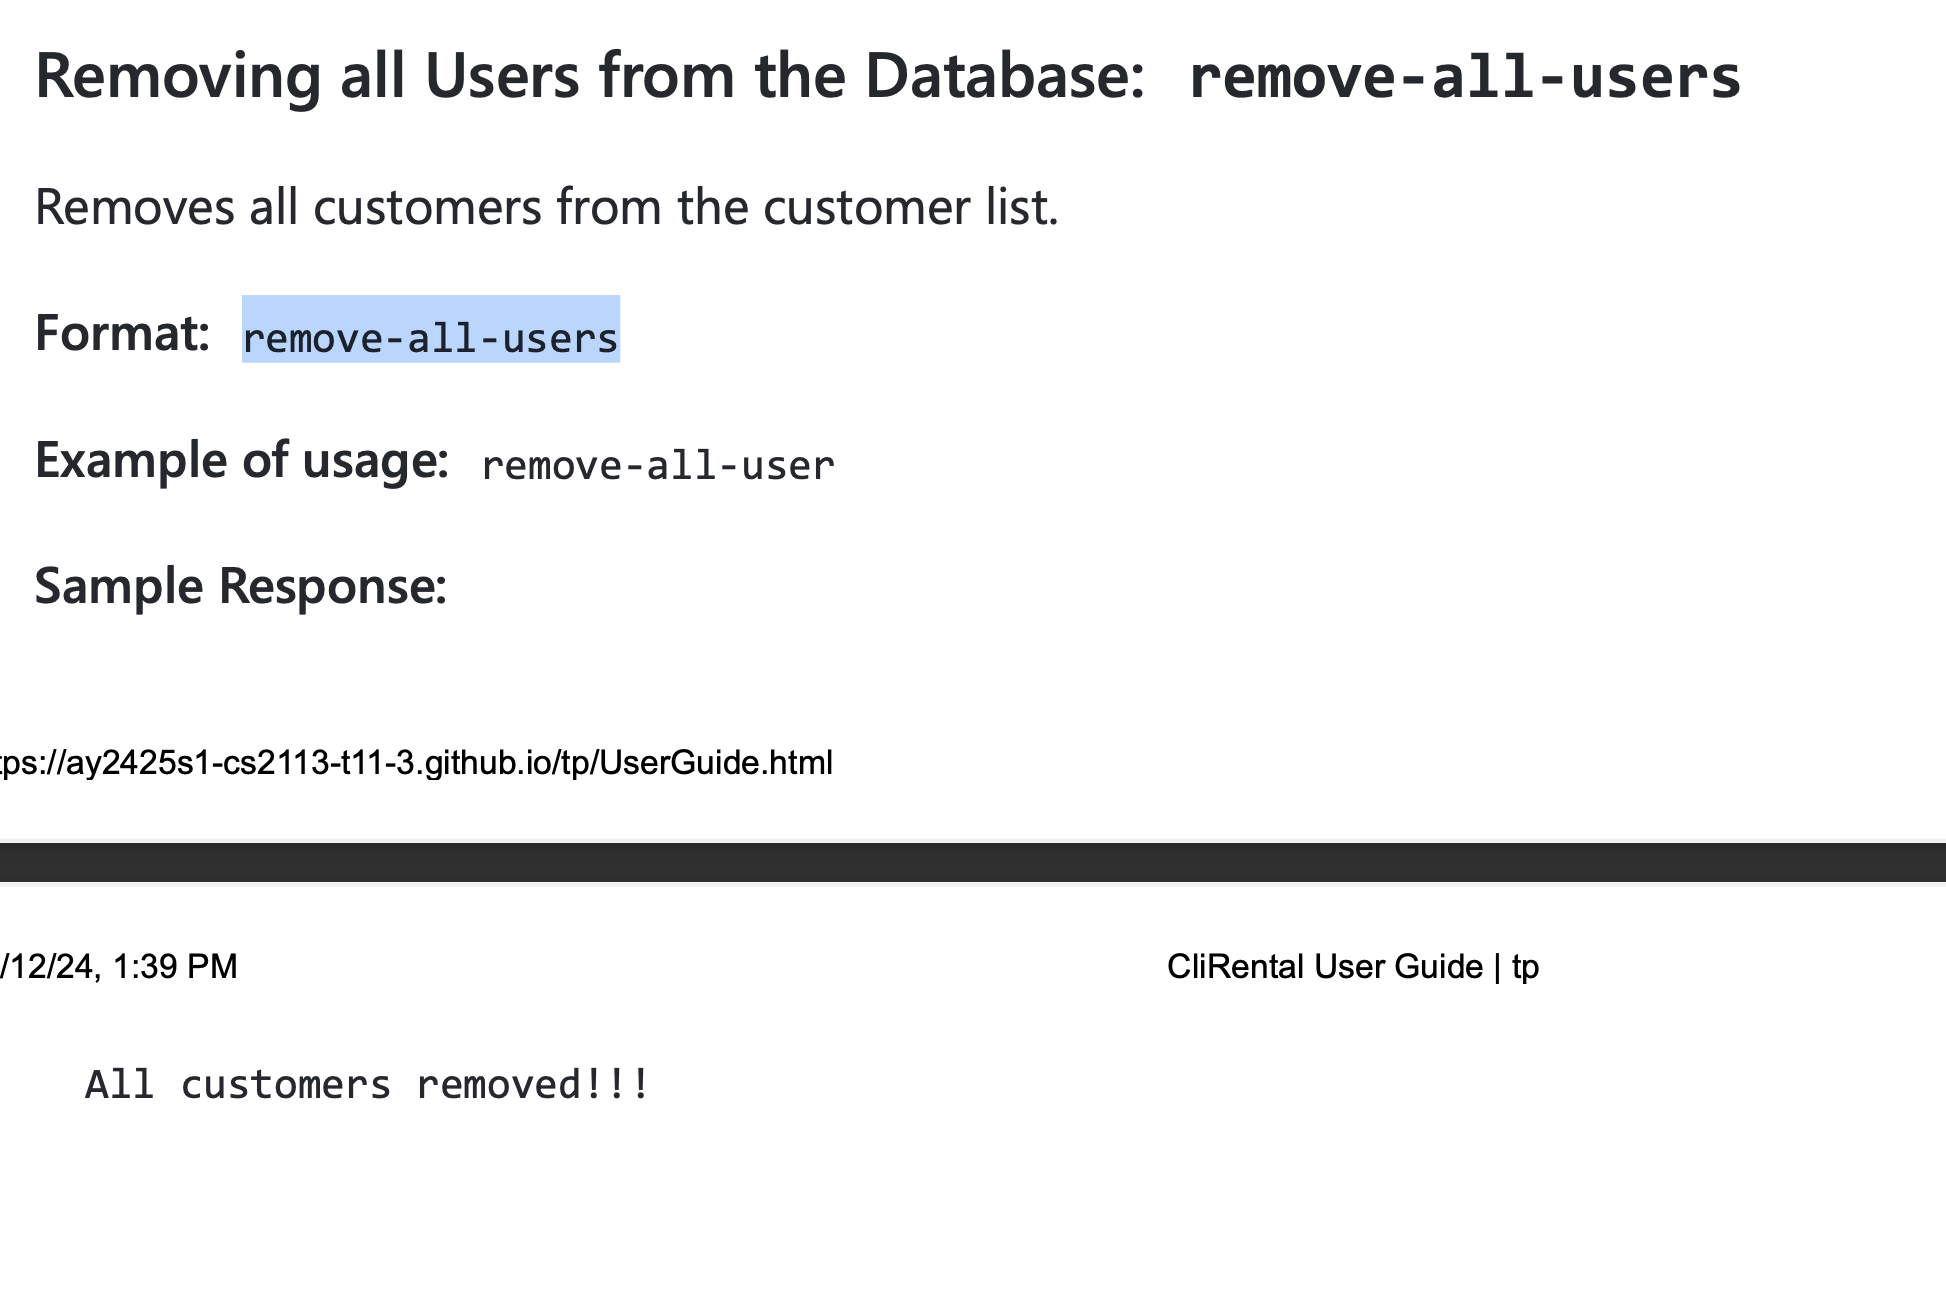 Removing all Users from the Database: remove-all-users
Removes all customers from the customer list.
Format: remove-all-users
Example of usage: remove-all-user
Sample Response:
tps://ay2425s1-cs2113-t11-3.github.io/tp/UserGuide.html
/12/24, 1:39 PM CliRental User Guide | tp
All customers removed!!!